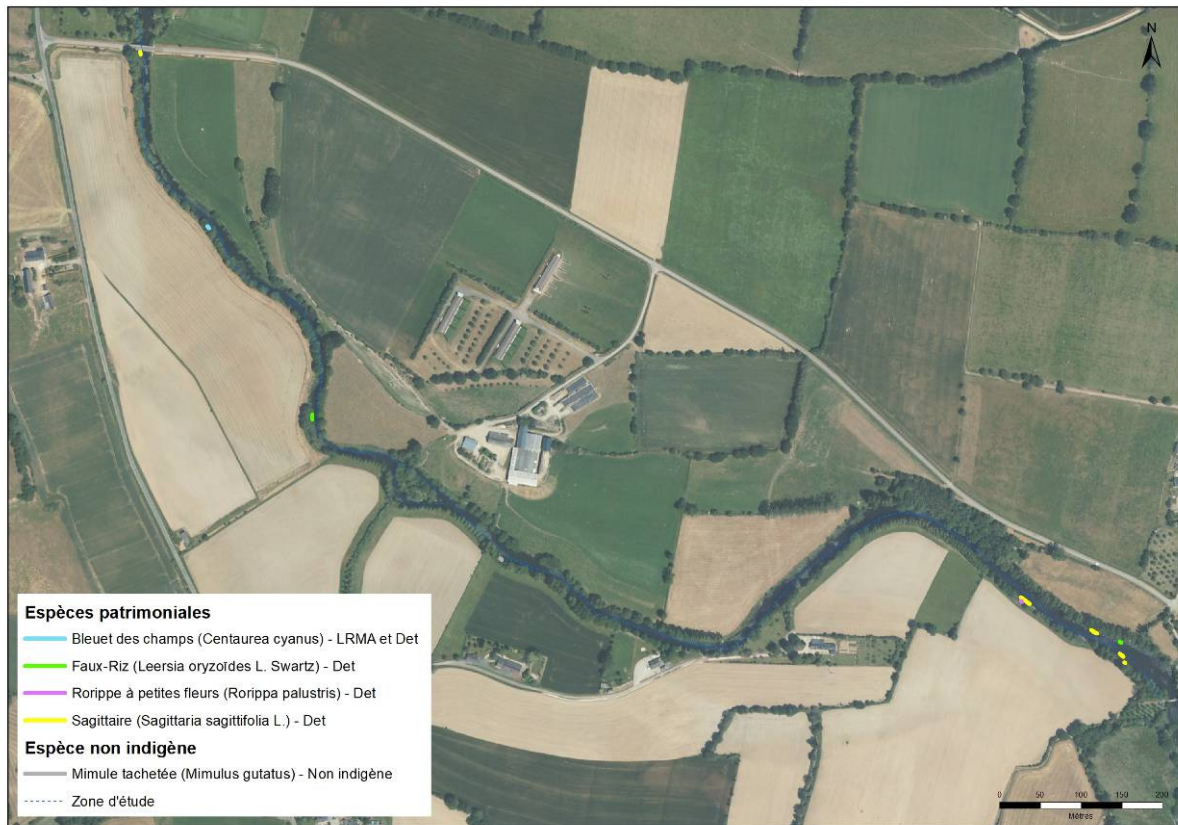 N
Espèces patrimoniales
Bleuet des champs (Centaurea cyanus) - LRMA et Det
Faux-Riz (Leersia oryzoïdes L. Swartz) - Det
Rorippe à petites fleurs (Rorippa palustris) - Det
Sagittaire (Sagittaria sagittifolia L.) - Det
Espèce non indigène
Mimule tachetée (Mimulus gutatus) - Non indigène
Zone d'étude
0 50 100 150 200
Mètres